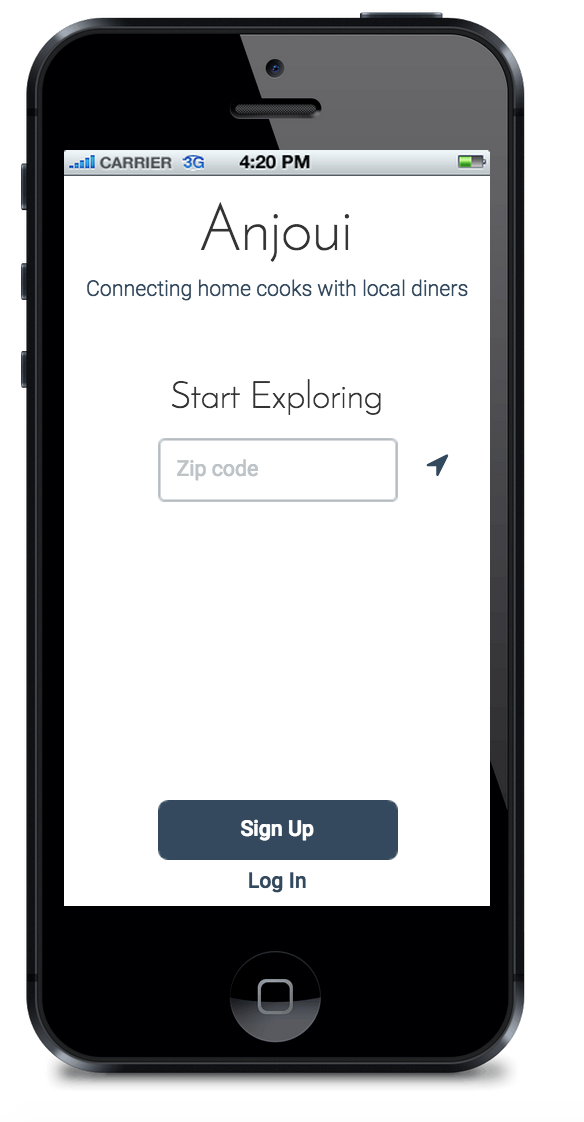 CARRIER 3G 4:20 PM
Anjoui
Connecting home cooks with local diners
Start Exploring
Zip code
Sign Up
Log In